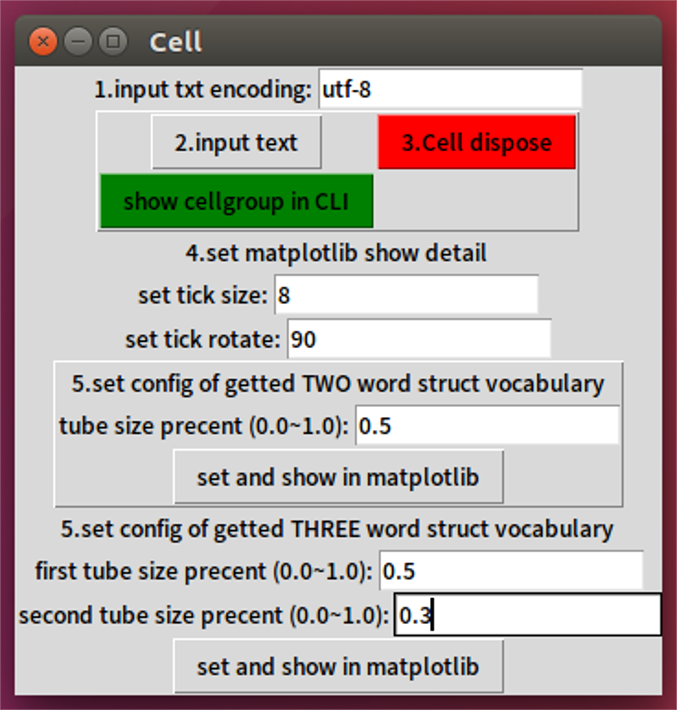 Cell
1.input txt encoding: utf-8
2.input text 3.Cell dispose
show cellgroup in CLI
4.set matplotlib show detail
set tick size: 8
set tick rotate: 90
5.set config of getted TWO word struct vocabulary
tube size precent (0.0~1.0): 0.5
set and show in matplotlib
5.set config of getted THREE word struct vocabulary
first tube size precent (0.0~1.0): 0.5
second tube size precent (0.0~1.0): 0.3
set and show in matplotlib